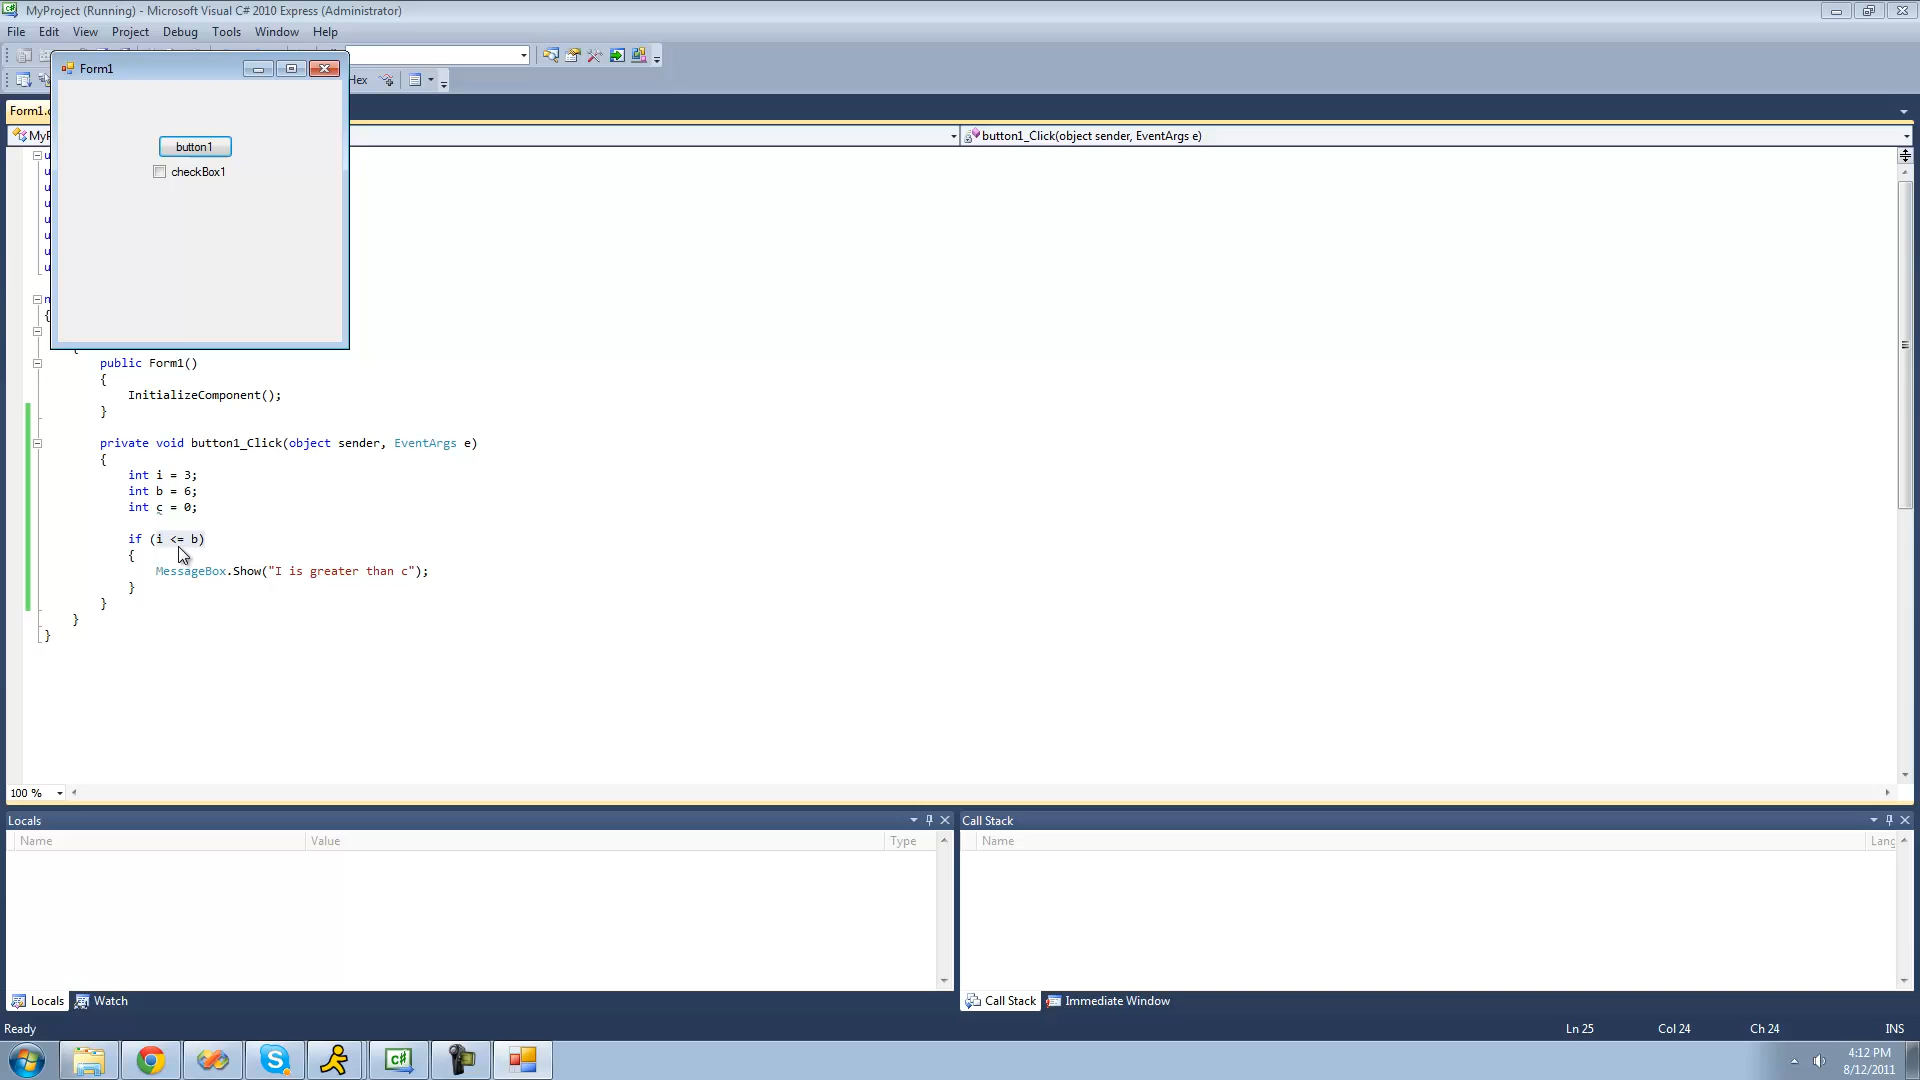 MyProject (Running) - Microsoft Visual C# 2010 Express (Administrator)
File Edit View Project Debug Tools Window Help
Form1
Hex
Form1.
MyP
button1_Click(object sender, EventArgs e)
button1
checkBox1
u
u
u
u
u
u
u
u
n
{
{
public Form1()
{
InitializeComponent();
}
private void button1_Click(object sender, EventArgs e)
{
int i = 3;
int b = 6;
int c = 0;
if (i <= b)
{
MessageBox.Show("I is greater than c");
}
}
}
}
100 %
Locals
Name Value Type
Call Stack
Name Lang
Locals Watch
Call Stack Immediate Window
Ready Ln 25 Col 24 Ch 24 INS
4:12 PM
8/12/2011